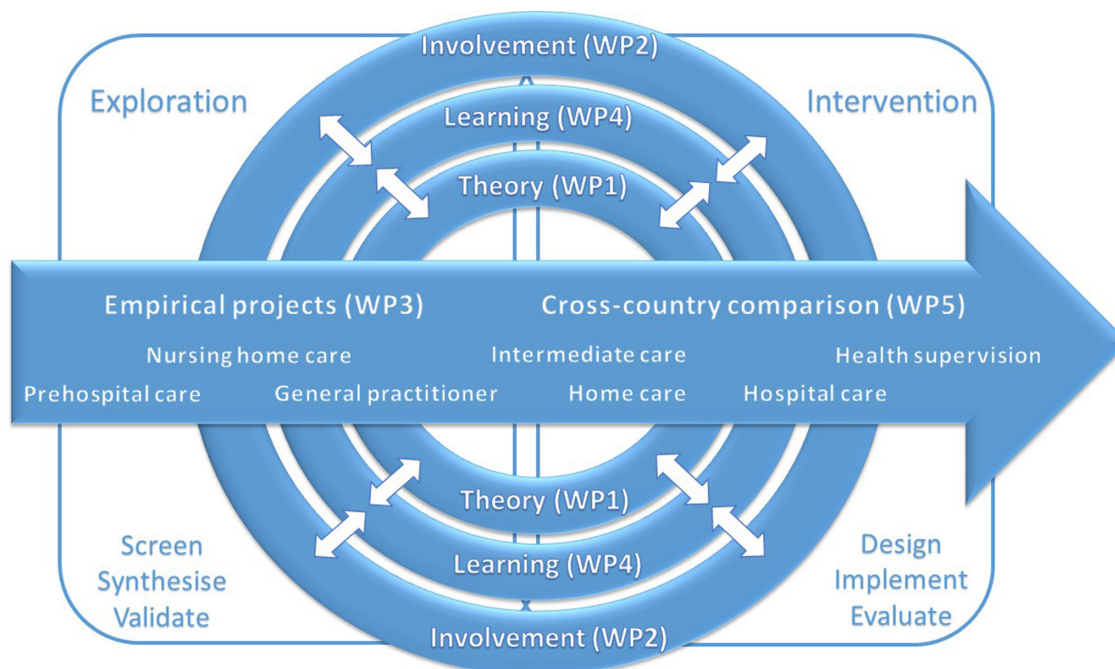 Involvement (WP2)
Exploration
Intervention
Learning (WP4)
Theory (WP1)
Empirical projects (WP3)
Cross-country comparison (WP5)
Nursing home care
Intermediate care
Health supervision
Prehospital care
General practitioner
Home care
Hospital care
Theory (WP1)
Screen
Synthesise
Validate
Learning (WP4)
Design
Implement
Evaluate
Involvement (WP2)